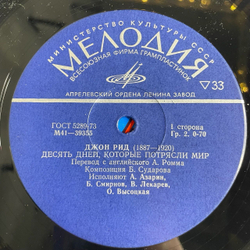 МИНИСТЕРСТВО КУЛЬТУРЫ СССР
МЕЛОДИЯ
ВСЕСОЮЗНАЯ ФИРМА ГРАМПЛАСТИНОК
АПРЕЛЕВСКИЙ ОРДЕНА ЛЕНИНА ЗАВОД
▽33
ГОСТ 5289-73
М41—39555
1 сторона
Гр. 2. 0-70
ДЖОН РИД (1887—1920)
ДЕСЯТЬ ДНЕЙ, КОТОРЫЕ ПОТРЯСЛИ МИР
Перевод с английского А. Ромма
Композиция Б. Сударова
Исполняют А. Азарин,
Б. Смирнов, В. Лекарев,
О. Высоцкая